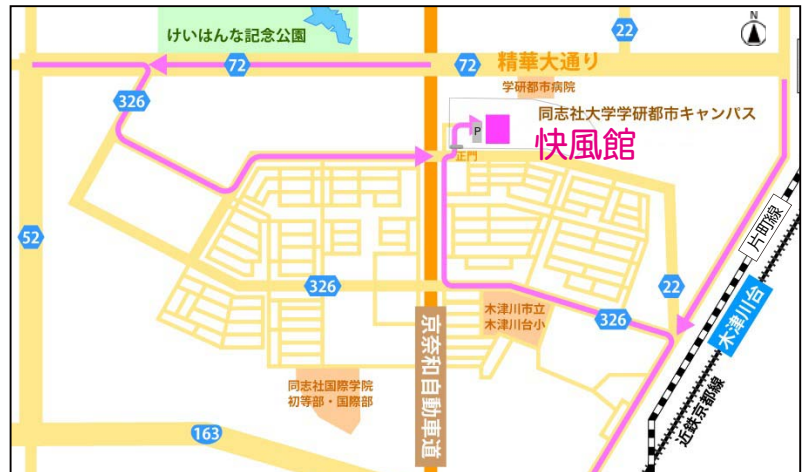 けいはんな記念公園
N
22
72
72
精華大通り
学研都市病院
326
同志社大学学研都市キャンパス
P
快風館
正門
52
片町線
326
22
木津川市立
木津川台小
326
木津川台
京奈和自動車道
同志社国際学院
初等部・国際部
近鉄京都線
163